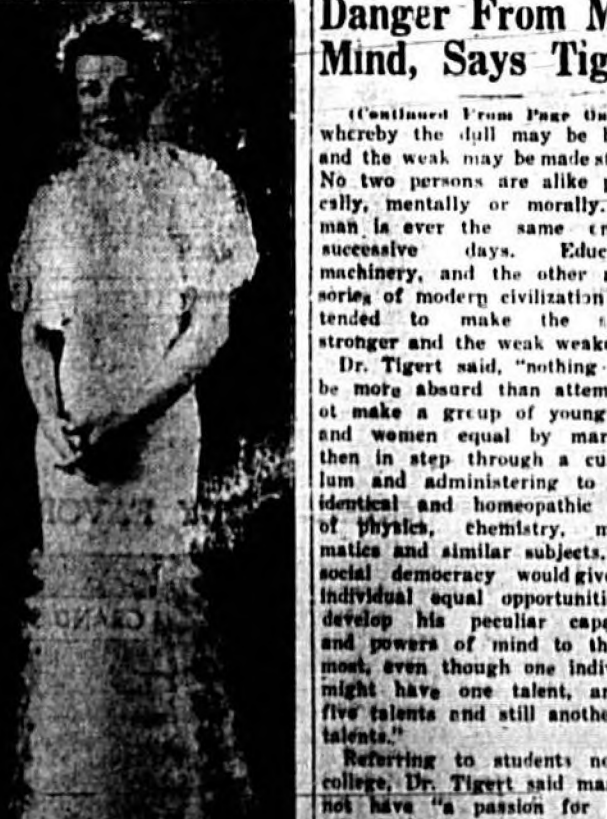 Danger From M
Mind, Says Tig
(Continued From Page On
whereby the dull may be
and the weak may be made st
No two persons are alike p
cally, mentally or morally.
man is ever the same
successive days. Educ
machinery, and the other
sories of modern civilization
tended to make the
stronger and the weak weake
Dr. Tigert said, "nothing
be more absurd than attem
ot make a group of young
and women equal by mar
then in step through a cu
lum and administering to
identical and homeopathic
of physics, chemistry, m
matics and similar subjects.
social democracy would give
individual equal opportuniti
develop his peculiar capa
and powers of mind to th
most, even though one indiv
might have one talent, an
five talents and still anothe
talents."
Referring to students no
college, Dr. Tigert said ma
not have "a passion for